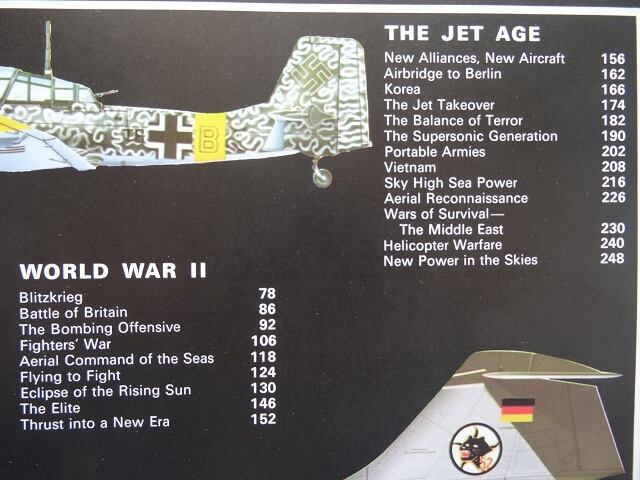 THE JET AGE
New Alliances, New Aircraft 156
Airbridge to Berlin 162
Korea 166
The Jet Takeover 174
The Balance of Terror 182
The Supersonic Generation 190
Portable Armies 202
Vietnam 208
Sky High Sea Power 216
Aerial Reconnaissance 226
Wars of Survival—
The Middle East 230
Helicopter Warfare 240
New Power in the Skies 248
B
WORLD WAR II
Blitzkrieg 78
Battle of Britain 86
The Bombing Offensive 92
Fighters' War 106
Aerial Command of the Seas 118
Flying to Fight 124
Eclipse of the Rising Sun 130
The Elite 146
Thrust into a New Era 152
52